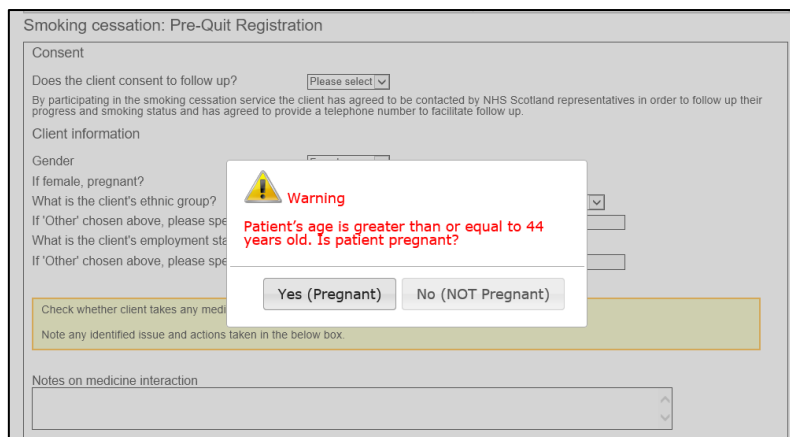 Smoking cessation: Pre-Quit Registration
Consent
Does the client consent to follow up? Please select
By participating in the smoking cessation service the client has agreed to be contacted by NHS Scotland representatives in order to follow up their
progress and smoking status and has agreed to provide a telephone number to facilitate follow up.
Client information
Gender
If female, pregnant?
What is the client's ethnic group?
If 'Other' chosen above, please spe
What is the client's employment sta
If 'Other' chosen above, please spe
Warning
Patient's age is greater than or equal to 44
years old. Is patient pregnant?
Yes (Pregnant) No (NOT Pregnant)
Check whether client takes any medi
Note any identified issue and actions taken in the below box.
Notes on medicine interaction